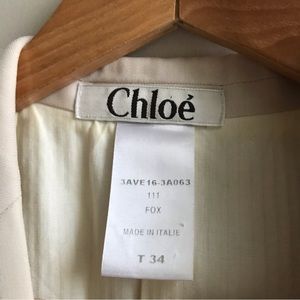 Chloé
3AVE16-3A063
111
FOX
MADE IN ITALIE
T 34